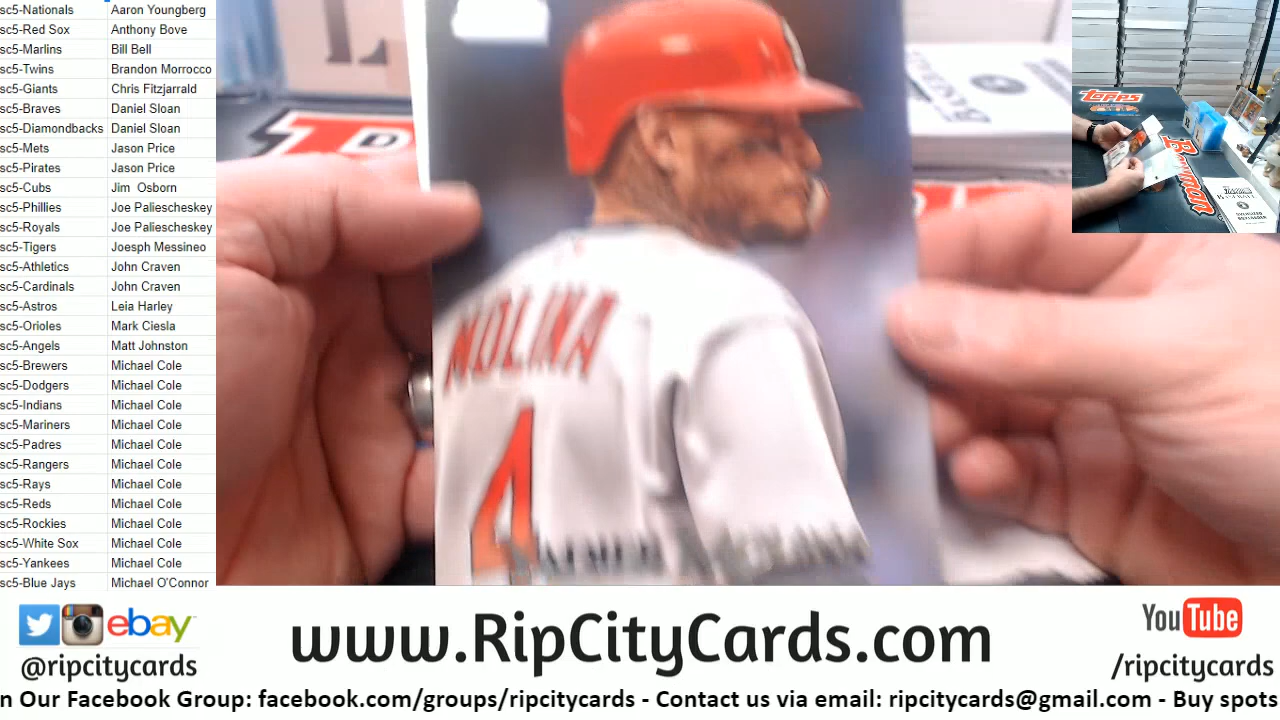 sc5-Nationals Aaron Youngberg
sc5-Red Sox Anthony Bove
sc5-Marlins Bill Bell
sc5-Twins Brandon Morrocco
sc5-Giants Chris Fitzjarrald
sc5-Braves Daniel Sloan
sc5-Diamondbacks Daniel Sloan
sc5-Mets Jason Price
sc5-Pirates Jason Price
sc5-Cubs Jim Osborn
sc5-Phillies Joe Paliescheskey
sc5-Royals Joe Paliescheskey
sc5-Tigers Joesph Messineo
sc5-Athletics John Craven
sc5-Cardinals John Craven
sc5-Astros Leia Harley
sc5-Orioles Mark Ciesla
sc5-Angels Matt Johnston
sc5-Brewers Michael Cole
sc5-Dodgers Michael Cole
sc5-Indians Michael Cole
sc5-Mariners Michael Cole
sc5-Padres Michael Cole
sc5-Rangers Michael Cole
sc5-Rays Michael Cole
sc5-Reds Michael Cole
sc5-Rockies Michael Cole
sc5-White Sox Michael Cole
sc5-Yankees Michael Cole
sc5-Blue Jays Michael O'Connor
MOLINA
4
Topps
Bowman
BASEBALL
ebay
@ripcitycards
www.RipCityCards.com
YouTube
/ripcitycards
n Our Facebook Group: facebook.com/groups/ripcitycards - Contact us via email: ripcitycards@gmail.com - Buy spots